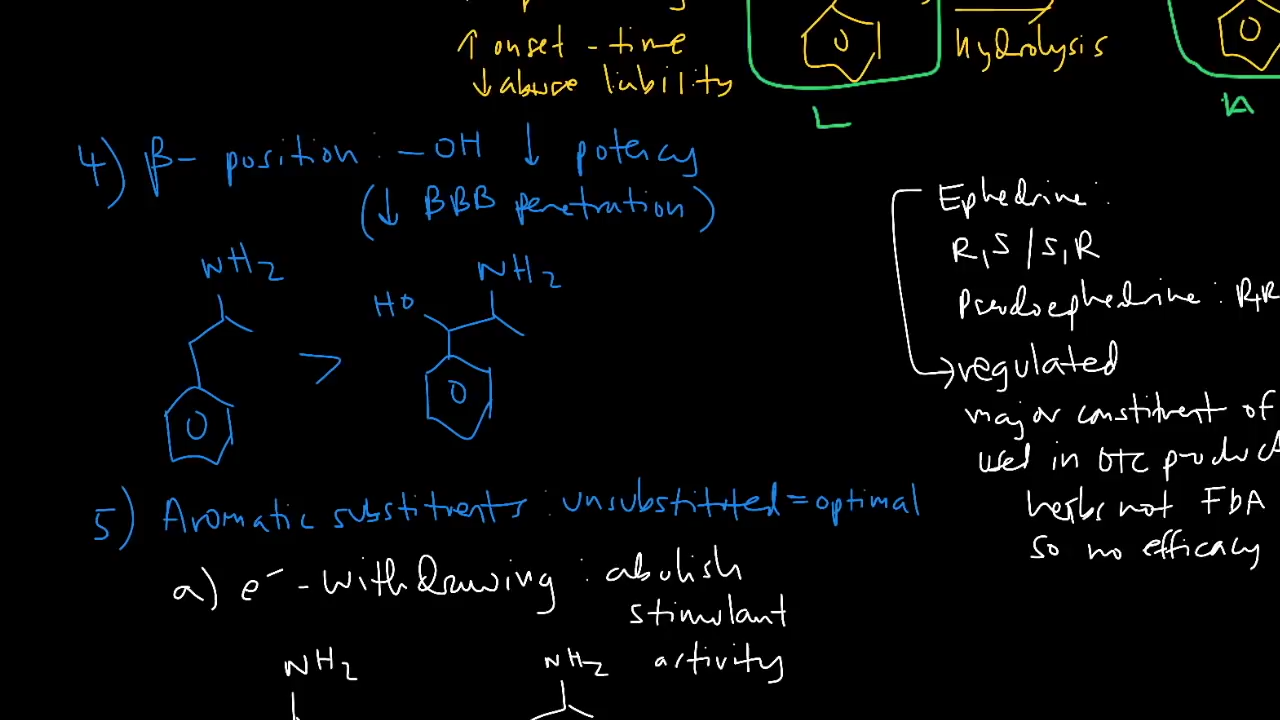 ↑ onset - time
↓ abuse liability
hydrolysis
4) β- position : -OH ↓ potency
(↓ BBB penetration)
NH2
HO
NH2
>
Ephedrine :
R,S / S,R
Pseudoephedrine : R,R
regulated
major constituent of
used in OTC product
herbs not FDA
so no efficacy
5) Aromatic substituents : unsubstituted = optimal
a) e- - withdrawing : abolish
stimulant
activity
NH2
NH2